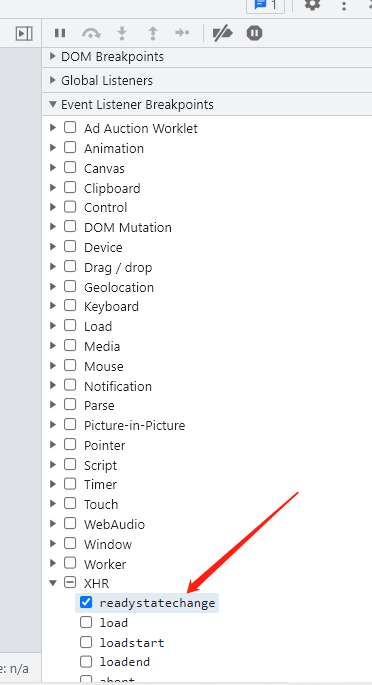 1
DOM Breakpoints
Global Listeners
Event Listener Breakpoints
Ad Auction Worklet
Animation
Canvas
Clipboard
Control
DOM Mutation
Device
Drag / drop
Geolocation
Keyboard
Load
Media
Mouse
Notification
Parse
Picture-in-Picture
Pointer
Script
Timer
Touch
WebAudio
Window
Worker
XHR
readystatechange
load
loadstart
e: n/a
loadend
abort